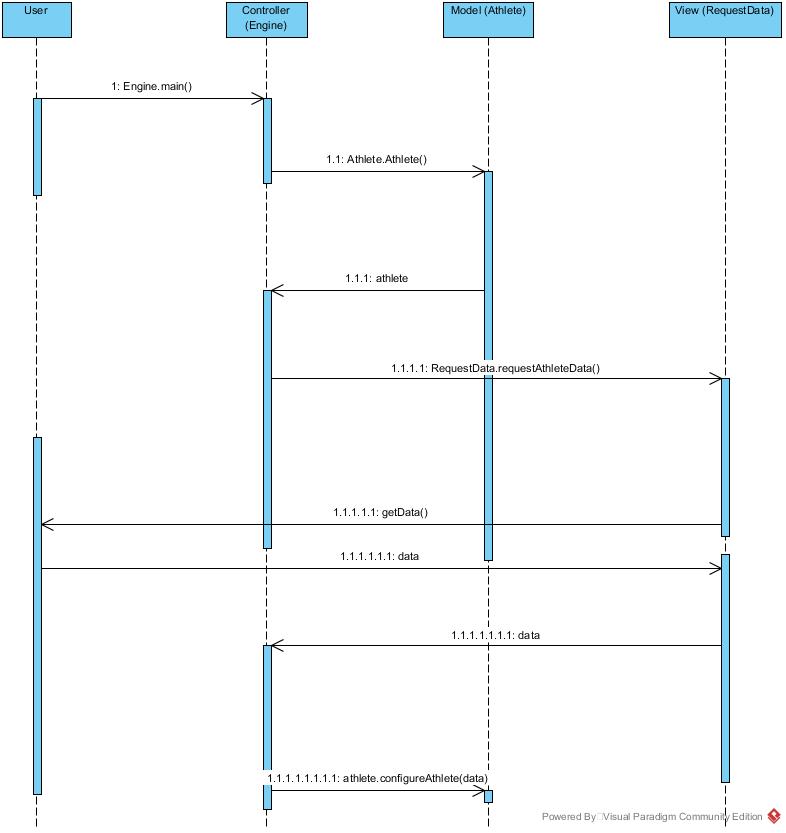 User
Controller
(Engine)
Model (Athlete)
View (RequestData)
1: Engine.main()
1.1: Athlete.Athlete()
1.1.1: athlete
1.1.1.1: RequestData.requestAthleteData()
1.1.1.1.1: getData()
1.1.1.1.1.1: data
1.1.1.1.1.1.1: data
1.1.1.1.1.1.1.1: athlete.configureAthlete(data)
Powered By Visual Paradigm Community Edition